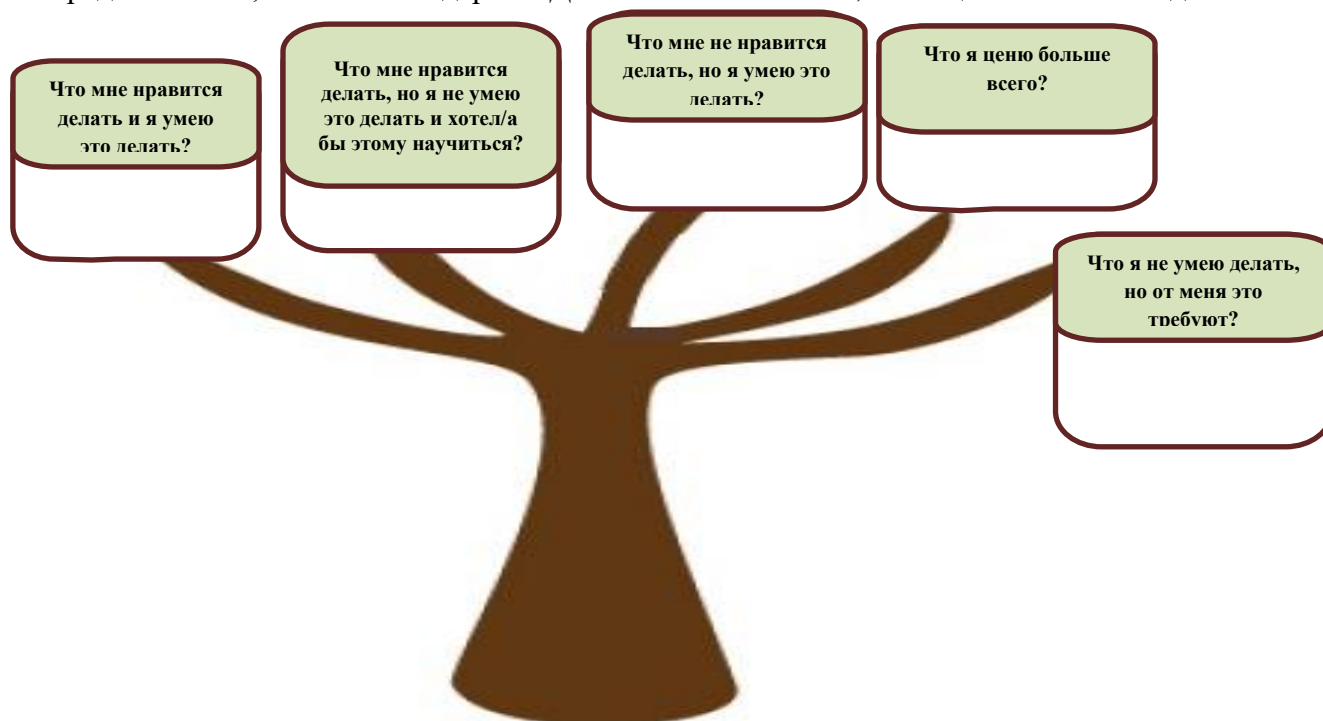 Что мне нравится
делать и я умею
это делать?
Что мне нравится
делать, но я не умею
это делать и хотел/а
бы этому научиться?
Что мне не нравится
делать, но я умею это
делать?
Что я ценю больше
всего?
Что я не умею делать,
но от меня это
требуют?